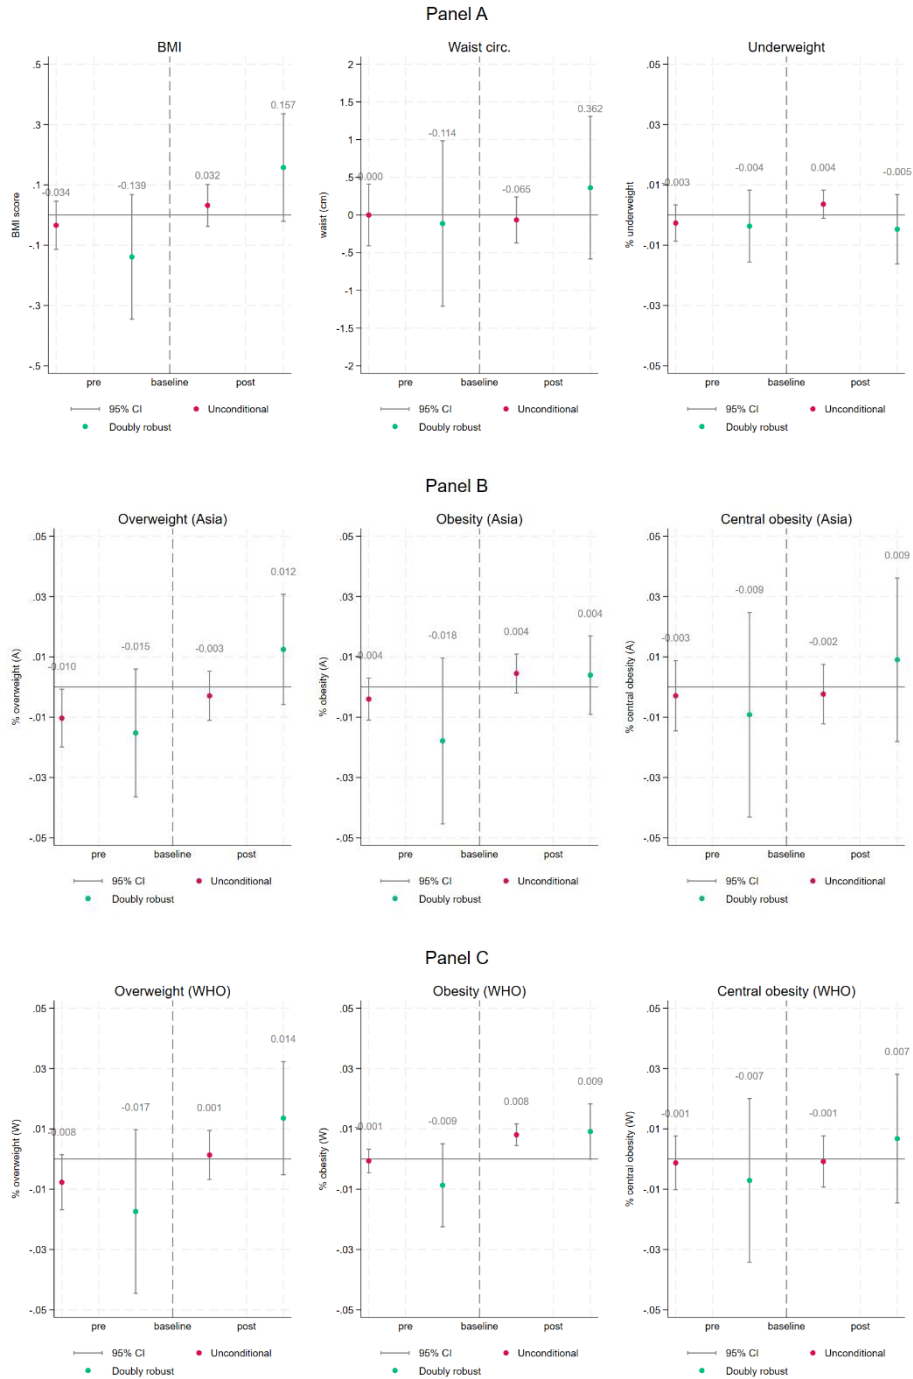 Panel A
BMI
.5
.3
.1
-.1
-.3
-.5
BMI score
-0.034
-0.139
0.032
0.157
pre baseline post
95% CI Unconditional
Doubly robust
Waist circ.
2
1.5
1
.5
0
-.5
-1
-1.5
-2
waist (cm)
-0.000
-0.114
-0.065
0.362
pre baseline post
95% CI Unconditional
Doubly robust
Underweight
.05
.03
.01
-.01
-.03
-.05
% underweight
-0.003
-0.004
0.004
-0.005
pre baseline post
95% CI Unconditional
Doubly robust
Panel B
Overweight (Asia)
.05
.03
.01
-.01
-.03
-.05
% overweight (A)
-0.010
-0.015
-0.003
0.012
pre baseline post
95% CI Unconditional
Doubly robust
Obesity (Asia)
.05
.03
.01
-.01
-.03
-.05
% obesity (A)
-0.004
-0.018
0.004
0.004
pre baseline post
95% CI Unconditional
Doubly robust
Central obesity (Asia)
.05
.03
.01
-.01
-.03
-.05
% central obesity (A)
-0.003
-0.009
-0.002
0.009
pre baseline post
95% CI Unconditional
Doubly robust
Panel C
Overweight (WHO)
.05
.03
.01
-.01
-.03
-.05
% overweight (W)
-0.008
-0.017
0.001
0.014
pre baseline post
95% CI Unconditional
Doubly robust
Obesity (WHO)
.05
.03
.01
-.01
-.03
-.05
% obesity (W)
-0.001
-0.009
0.008
0.009
pre baseline post
95% CI Unconditional
Doubly robust
Central obesity (WHO)
.05
.03
.01
-.01
-.03
-.05
% central obesity (W)
-0.001
-0.007
-0.001
0.007
pre baseline post
95% CI Unconditional
Doubly robust